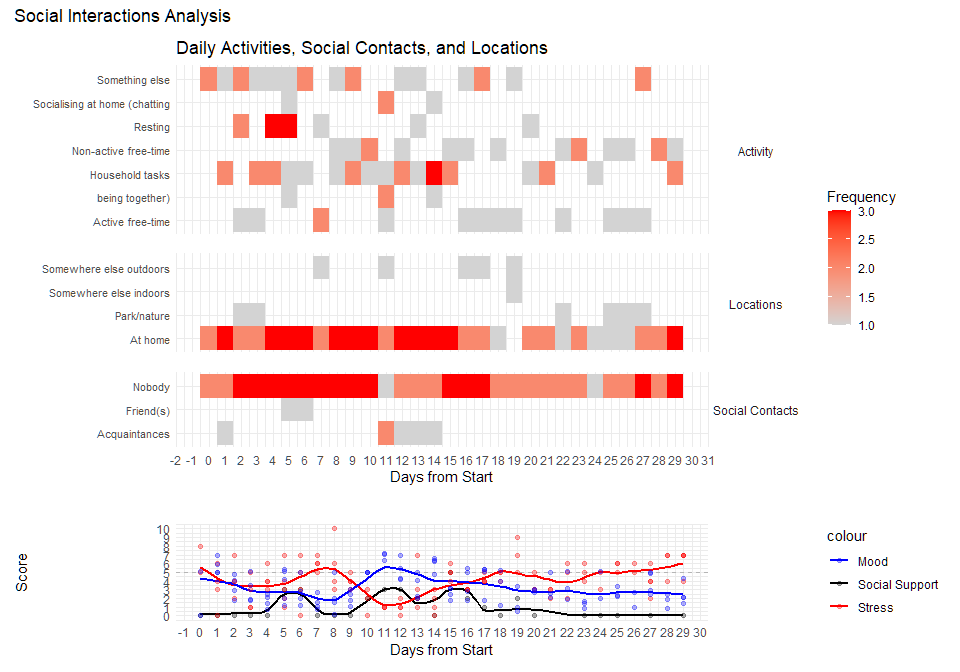 Social Interactions Analysis
Daily Activities, Social Contacts, and Locations
Something else
Socialising at home (chatting
Resting
Non-active free-time
Household tasks
being together)
Active free-time
Activity
Somewhere else outdoors
Somewhere else indoors
Park/nature
At home
Locations
Nobody
Friend(s)
Acquaintances
Social Contacts
-2 -1 0 1 2 3 4 5 6 7 8 9 10 11 12 13 14 15 16 17 18 19 20 21 22 23 24 25 26 27 28 29 30 31
Days from Start
Frequency
3.0
2.5
2.0
1.5
1.0
Score
10
9
8
7
6
5
4
3
2
1
0
-1 0 1 2 3 4 5 6 7 8 9 10 11 12 13 14 15 16 17 18 19 20 21 22 23 24 25 26 27 28 29 30
Days from Start
colour
Mood
Social Support
Stress